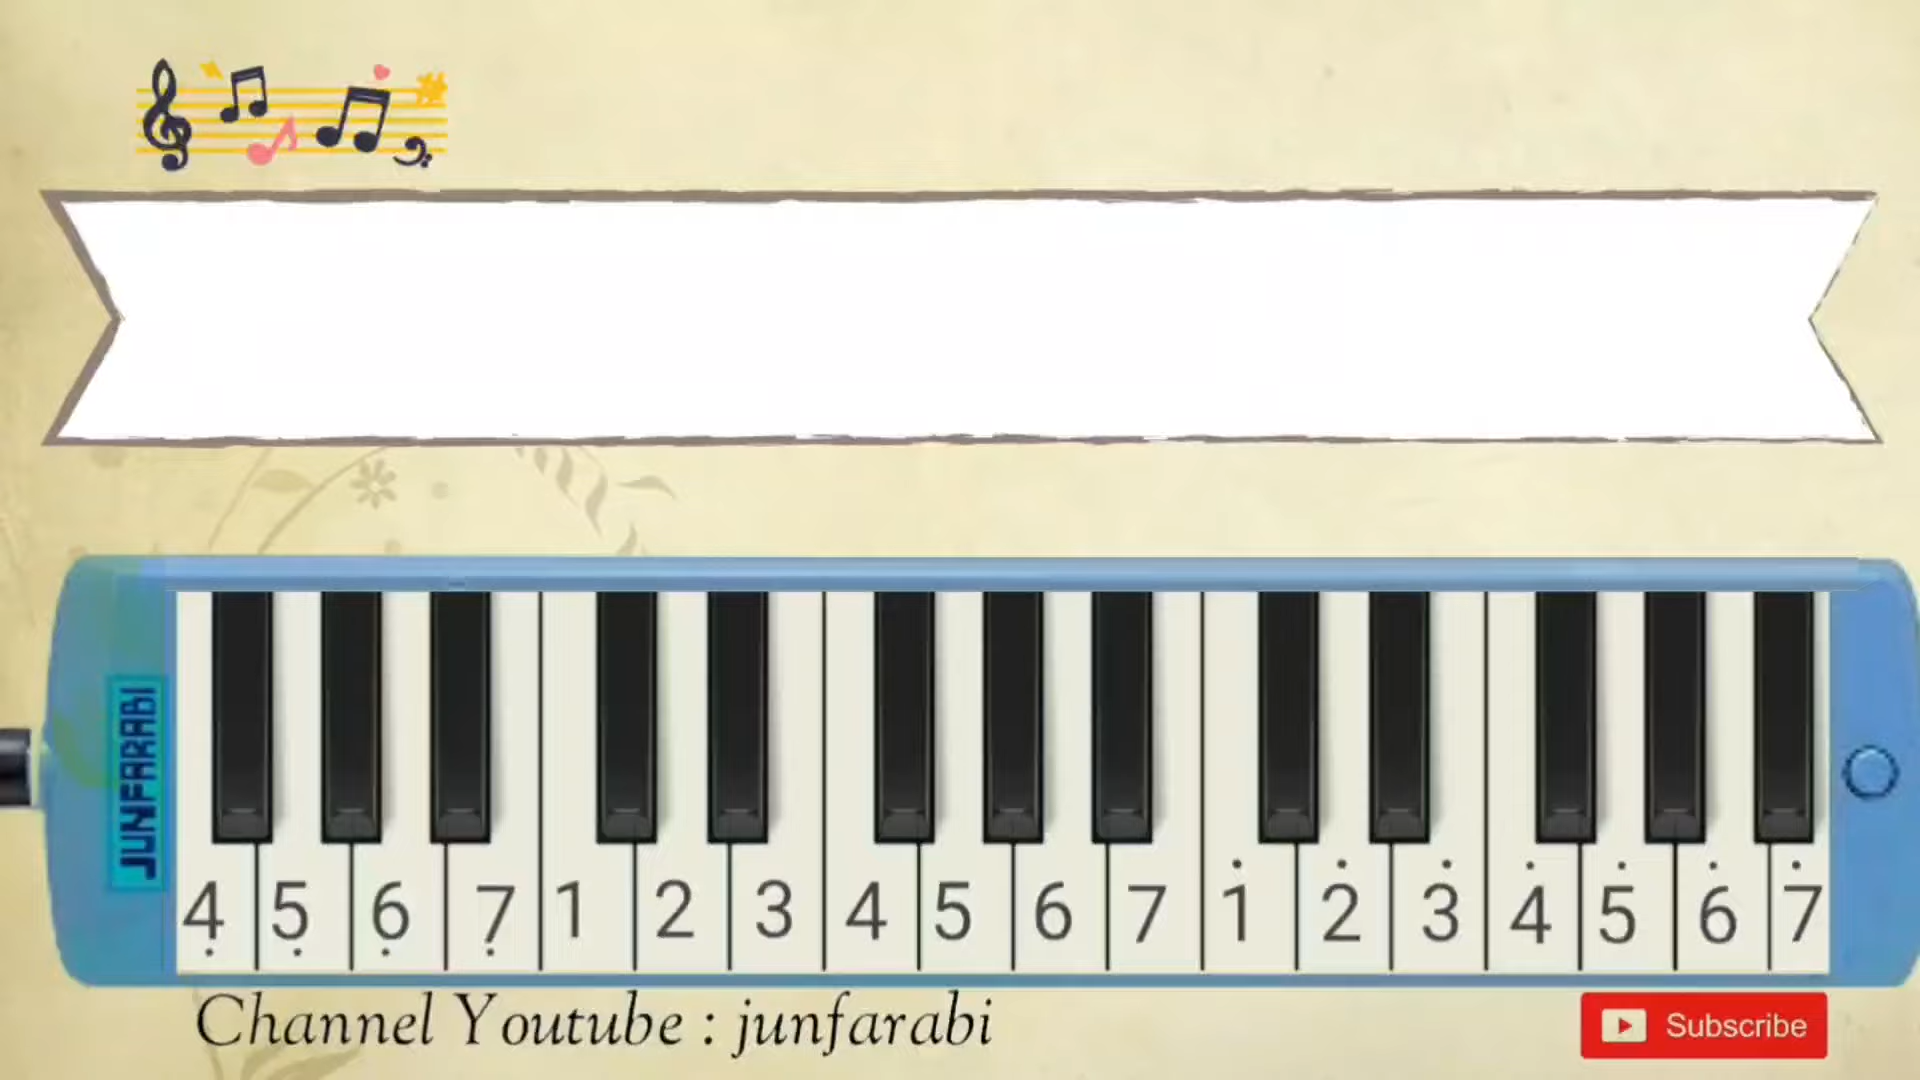 JUNFARABI
4̣ 5̣ 6̣ 7̣ 1 2 3 4 5 6 7 1̇ 2̇ 3̇ 4̇ 5̇ 6̇ 7̇
Channel Youtube : junfarabi
Subscribe